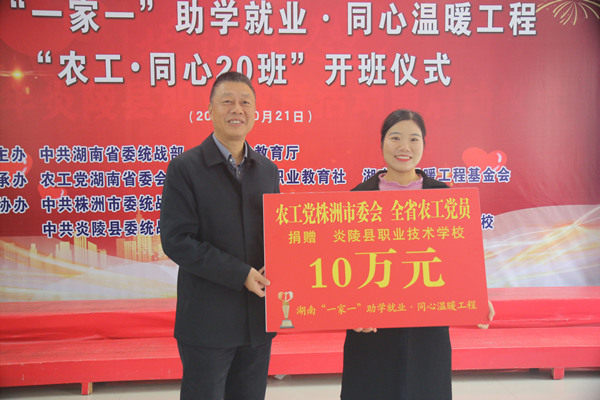 “一家一”助学就业·同心温暖工程
“农工·同心20班”开班仪式
(20 0月21日)
主办 中共湖南省委统战部 教育厅
承办 农工党湖南省委会 职业教育社 湖 温暖工程基金会
协办 中共株洲市委统战
中共炎陵县委统战 校
农工党株洲市委会 全省农工党员
捐赠 炎陵县职业技术学校
10万元
湖南“一家一”助学就业·同心温暖工程